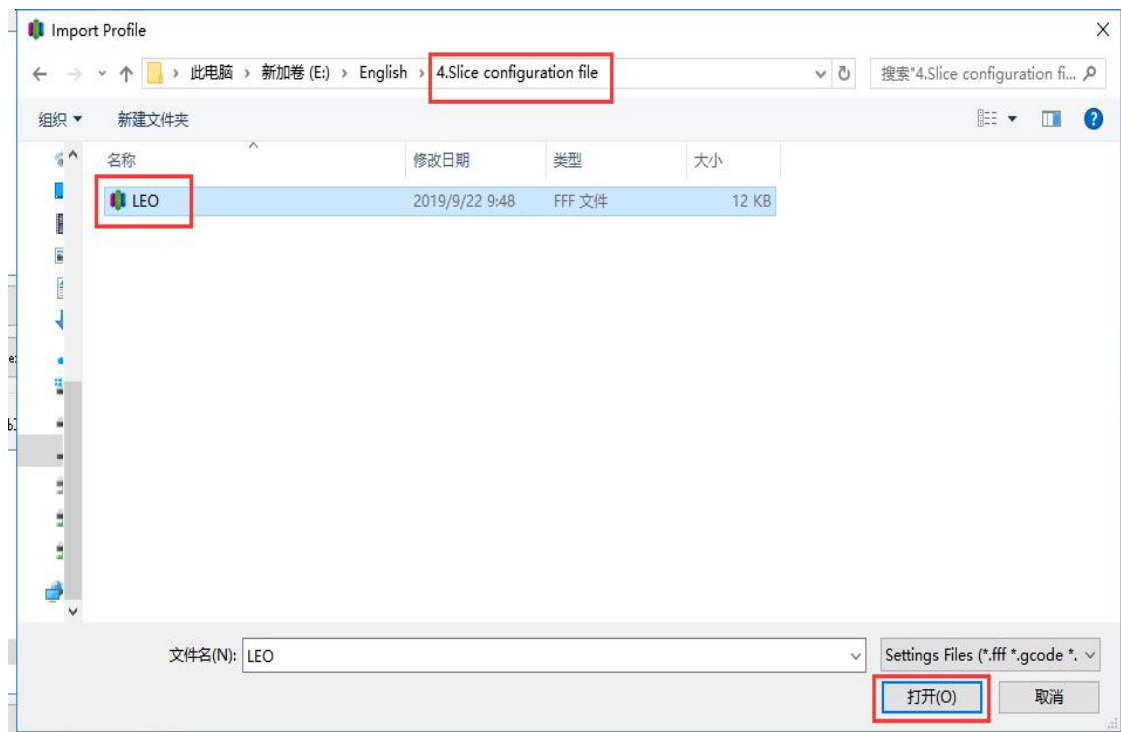 Import Profile
此电脑 › 新加卷 (E:) › English › 4.Slice configuration file
搜索"4.Slice configuration fi...
组织 新建文件夹
名称 修改日期 类型 大小
LEO 2019/9/22 9:48 FFF 文件 12 KB
文件名(N): LEO Settings Files (*.fff *.gcode *.
打开(O) 取消